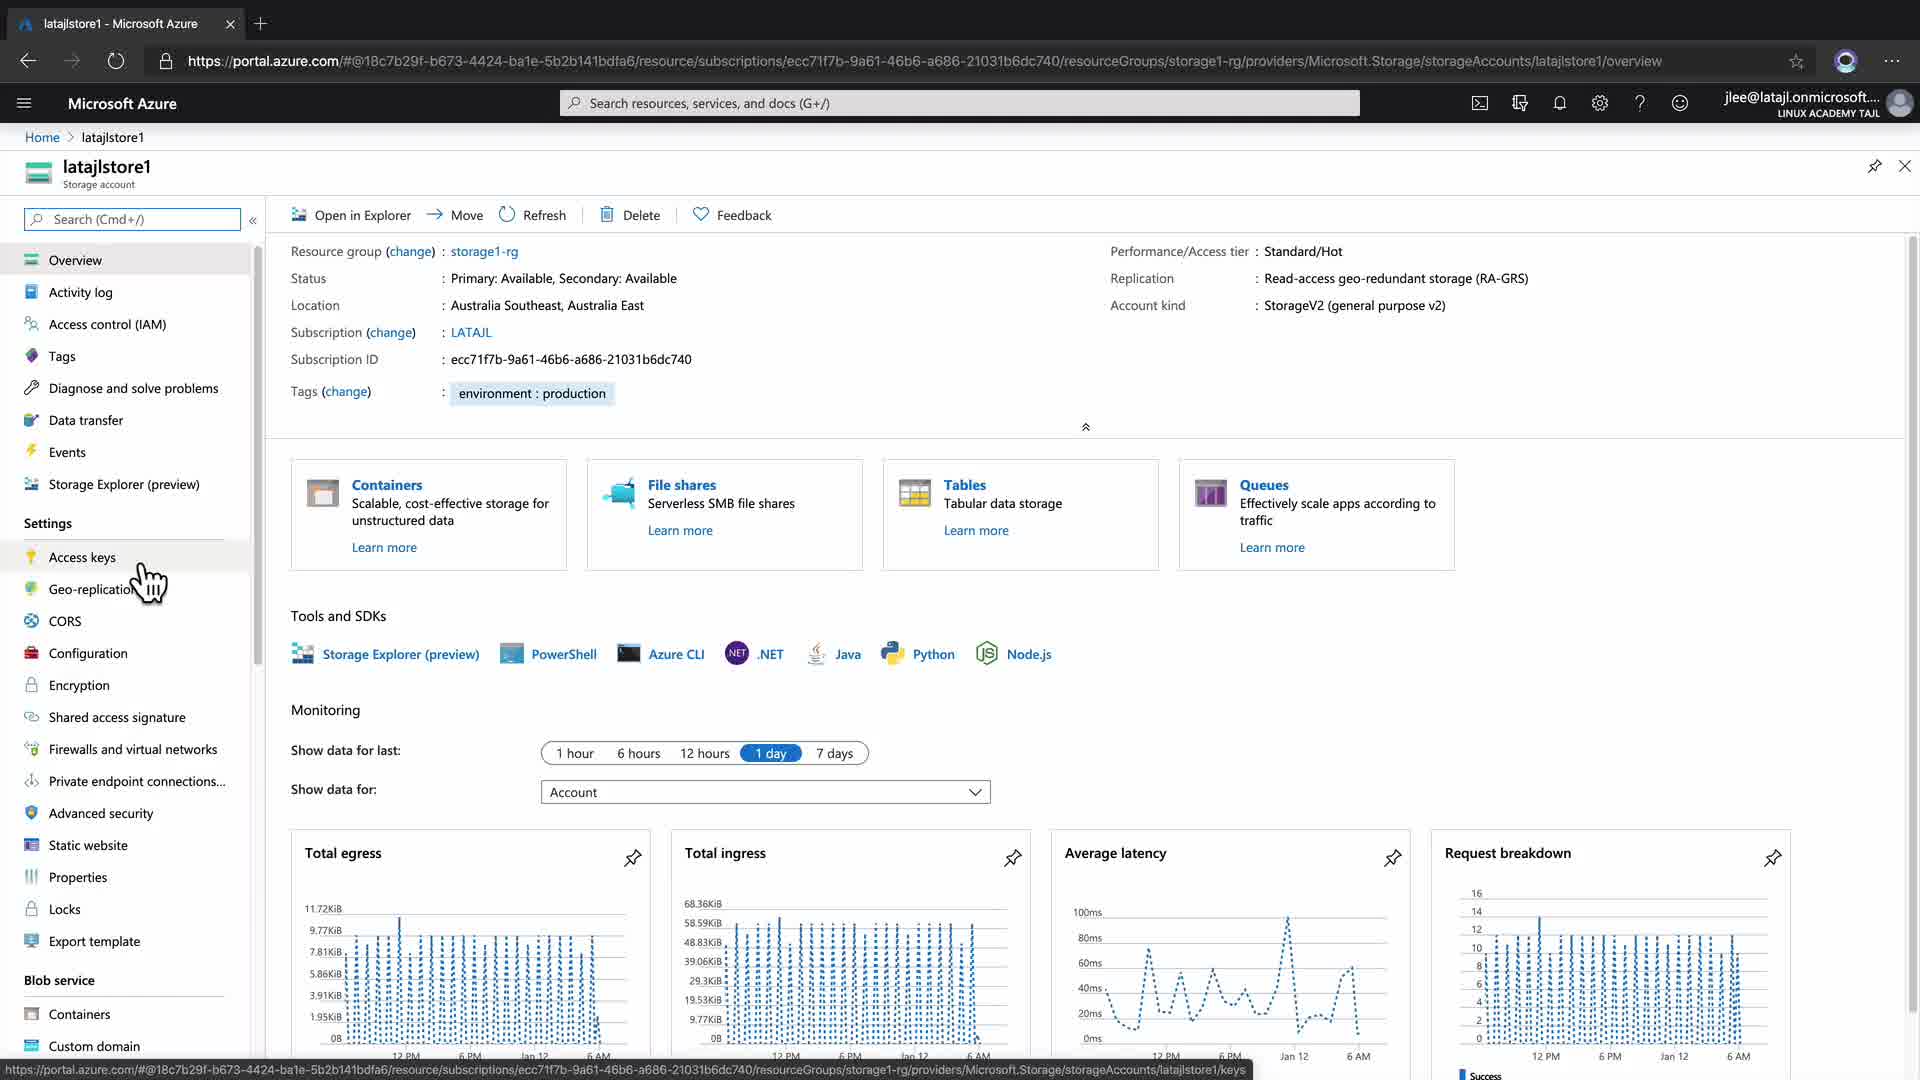 latajlstore1 - Microsoft Azure
https://portal.azure.com/#@18c7b29f-b673-4424-ba1e-5b2b141bdfa6/resource/subscriptions/ecc71f7b-9a61-46b6-a686-21031b6dc740/resourceGroups/storage1-rg/providers/Microsoft.Storage/storageAccounts/latajlstore1/overview
Microsoft Azure
Search resources, services, and docs (G+/)
jlee@latajl.onmicrosoft....
LINUX ACADEMY TAJL
Home > latajlstore1
latajlstore1
Storage account
Search (Cmd+/)
Overview
Activity log
Access control (IAM)
Tags
Diagnose and solve problems
Data transfer
Events
Storage Explorer (preview)
Settings
Access keys
Geo-replication
CORS
Configuration
Encryption
Shared access signature
Firewalls and virtual networks
Private endpoint connections...
Advanced security
Static website
Properties
Locks
Export template
Blob service
Containers
Custom domain
Open in Explorer Move Refresh Delete Feedback
Resource group (change) : storage1-rg
Status : Primary: Available, Secondary: Available
Location : Australia Southeast, Australia East
Subscription (change) : LATAJL
Subscription ID : ecc71f7b-9a61-46b6-a686-21031b6dc740
Tags (change) : environment : production
Performance/Access tier : Standard/Hot
Replication : Read-access geo-redundant storage (RA-GRS)
Account kind : StorageV2 (general purpose v2)
Containers
Scalable, cost-effective storage for
unstructured data
Learn more
File shares
Serverless SMB file shares
Learn more
Tables
Tabular data storage
Learn more
Queues
Effectively scale apps according to
traffic
Learn more
Tools and SDKs
Storage Explorer (preview) PowerShell Azure CLI NET .NET Java Python JS Node.js
Monitoring
Show data for last: 1 hour 6 hours 12 hours 1 day 7 days
Show data for: Account
Total egress
11.72KiB
9.77KiB
7.81KiB
5.86KiB
3.91KiB
1.95KiB
0B
12 PM 6 PM Jan 12 6 AM
Total ingress
68.36KiB
58.59KiB
48.83KiB
39.06KiB
29.3KiB
19.53KiB
9.77KiB
0B
12 PM 6 PM Jan 12 6 AM
Average latency
100ms
80ms
60ms
40ms
20ms
0ms
12 PM 6 PM Jan 12 6 AM
Request breakdown
16
14
12
10
8
6
4
2
0
12 PM 6 PM Jan 12 6 AM
Success
https://portal.azure.com/#@18c7b29f-b673-4424-ba1e-5b2b141bdfa6/resource/subscriptions/ecc71f7b-9a61-46b6-a686-21031b6dc740/resourceGroups/storage1-rg/providers/Microsoft.Storage/storageAccounts/latajlstore1/keys